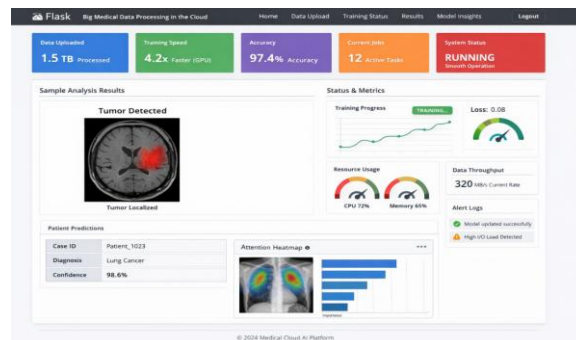 Flask Big Medical Data Processing in the Cloud Home Data Upload Training Status Results Model Insights Logout
Data Uploaded
1.5 TB Processed
Training Speed
4.2x Faster (GPU)
Accuracy
97.4% Accuracy
Current Jobs
12 Active Tasks
System Status
RUNNING
Smooth Operation
Sample Analysis Results
Tumor Detected
Tumor Localized
Status & Metrics
Training Progress
TRAINING...
Loss: 0.08
Resource Usage
CPU 72% Memory 65%
Data Throughput
320 MB/s Current Rate
Alert Logs
Model updated successfully
High I/O Load Detected
Patient Predictions
Case ID Patient_1023
Diagnosis Lung Cancer
Confidence 98.6%
Attention Heatmap
© 2024 Medical Cloud AI Platform